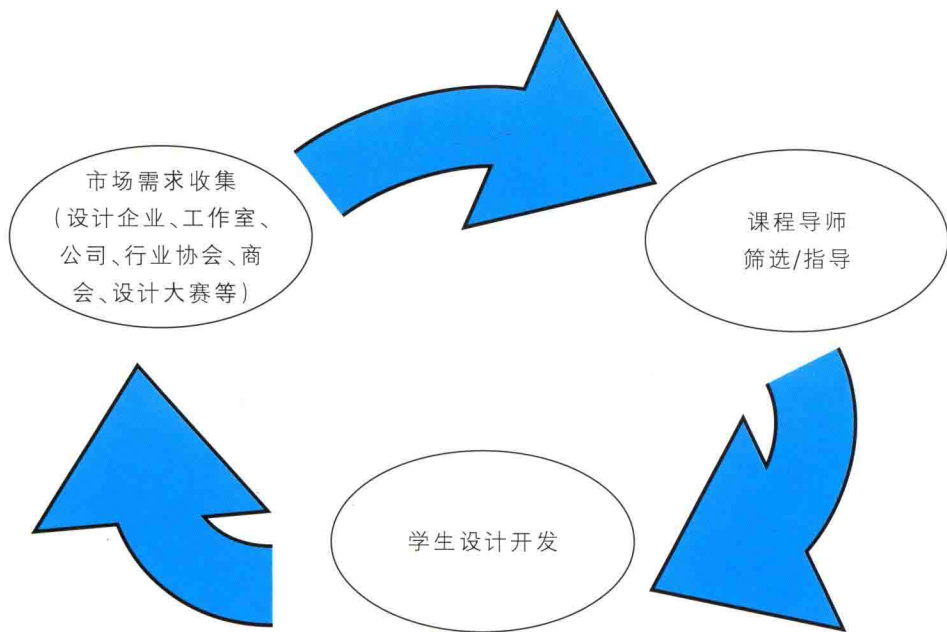 市场需求收集
(设计企业、工作室、
公司、行业协会、商
会、设计大赛等)
课程导师
筛选/指导
学生设计开发